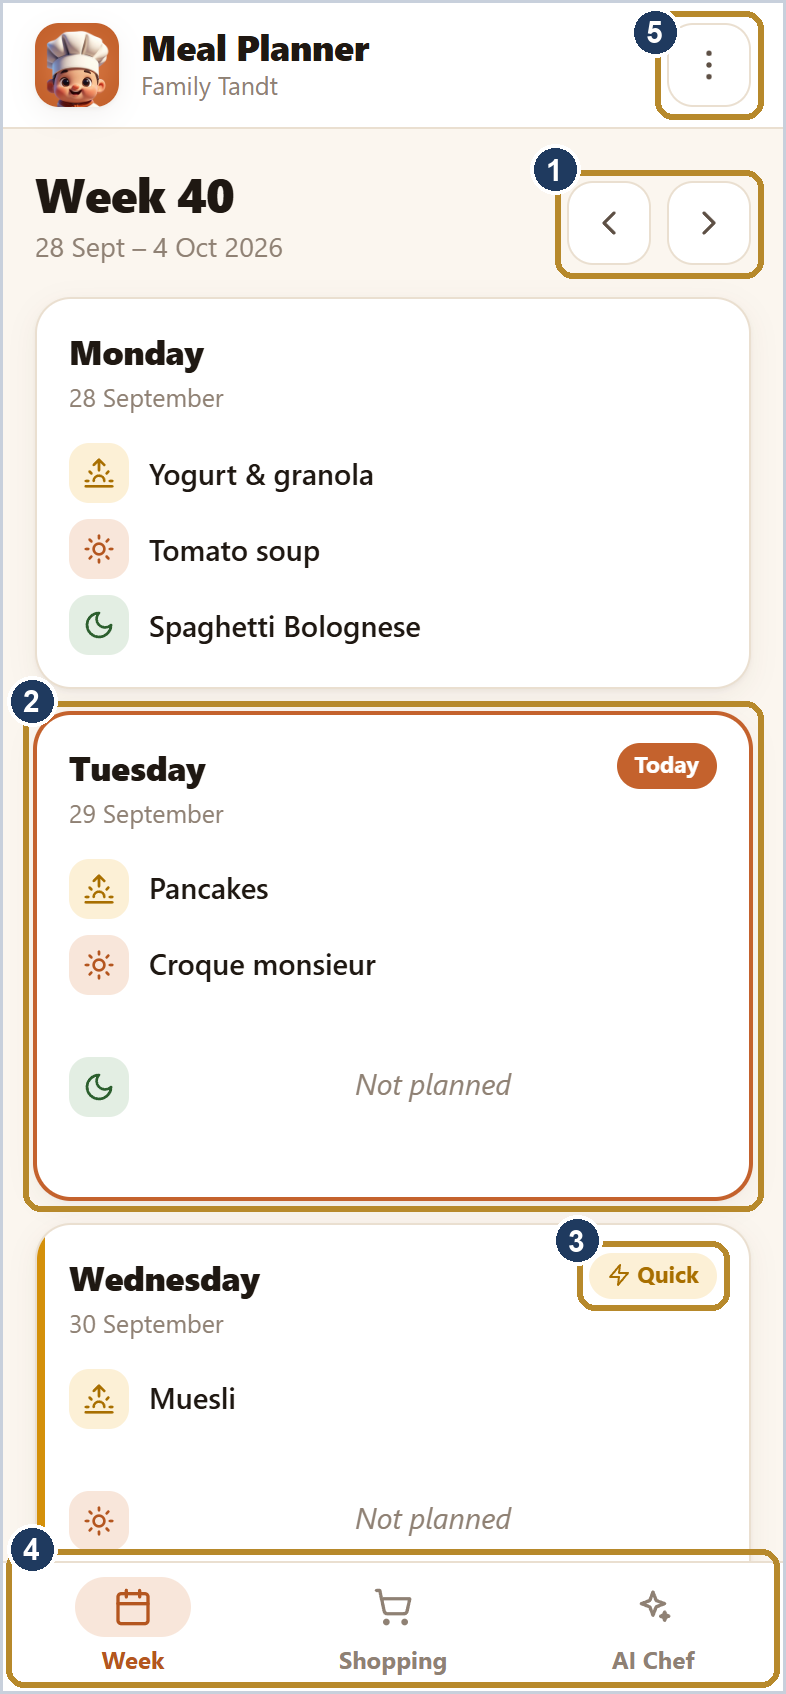 Meal Planner
Family Tandt
5
Week 40
28 Sept – 4 Oct 2026
1
Monday
28 September
Yogurt & granola
Tomato soup
Spaghetti Bolognese
2
Tuesday
Today
29 September
Pancakes
Croque monsieur
Not planned
3
Wednesday
Quick
30 September
Muesli
Not planned
4
Week
Shopping
AI Chef